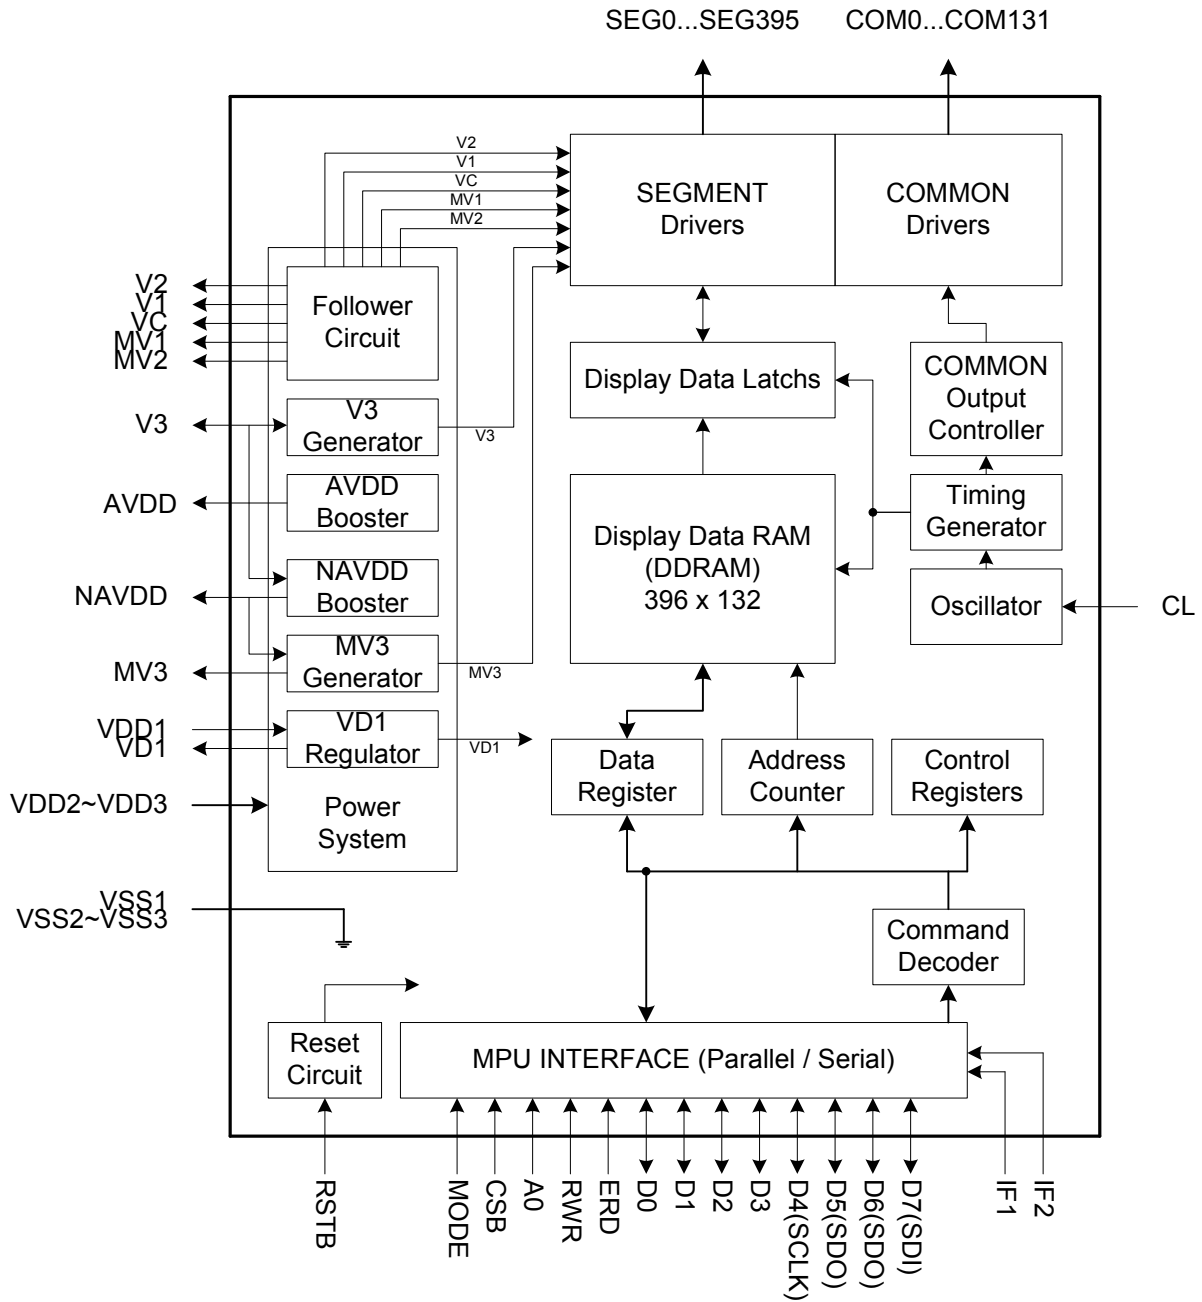 SEG0...SEG395 COM0...COM131
V2
V1
VC
MV1
MV2
SEGMENT
Drivers
COMMON
Drivers
V2
V1
VC
MV1
MV2
Follower
Circuit
Display Data Latchs
COMMON
Output
Controller
V3
V3
Generator
V3
AVDD
AVDD
Booster
Display Data RAM
(DDRAM)
396 x 132
Timing
Generator
NAVDD
NAVDD
Booster
Oscillator
CL
MV3
MV3
Generator
MV3
VDD1
VD1
VD1
Regulator
VD1
Data
Register
Address
Counter
Control
Registers
VDD2~VDD3
Power
System
VSS1
VSS2~VSS3
Command
Decoder
Reset
Circuit
MPU INTERFACE (Parallel / Serial)
RSTB
MODE
CSB
A0
RWR
ERD
D0
D1
D2
D3
D4(SCLK)
D5(SDO)
D6(SDO)
D7(SDI)
IF1
IF2